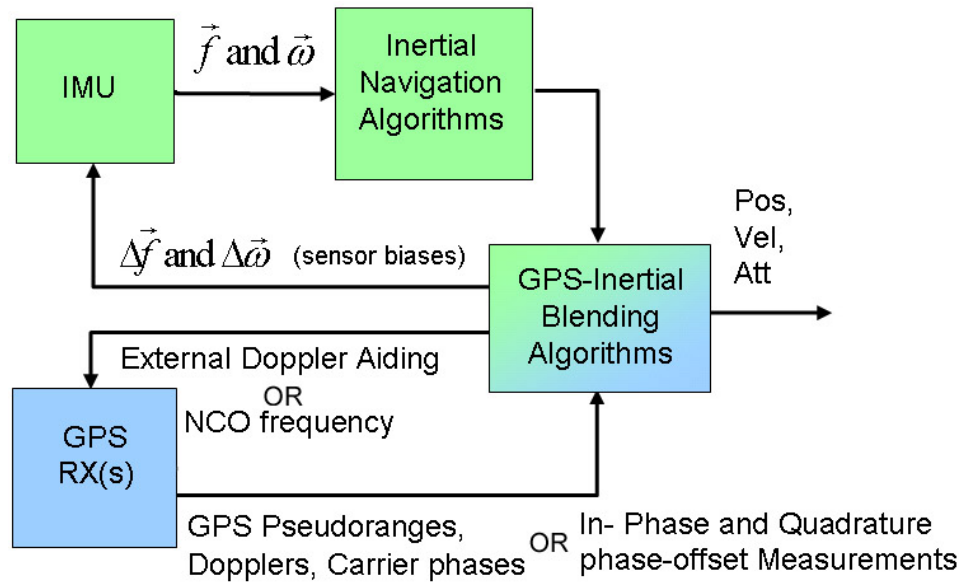 IMU
f⃗ and ω⃗
Inertial
Navigation
Algorithms
Δf⃗ and Δω⃗ (sensor biases)
Pos,
Vel,
Att
GPS-Inertial
Blending
Algorithms
External Doppler Aiding
OR
NCO frequency
GPS
RX(s)
GPS Pseudoranges,
Dopplers, Carrier phases
OR
In- Phase and Quadrature
phase-offset Measurements